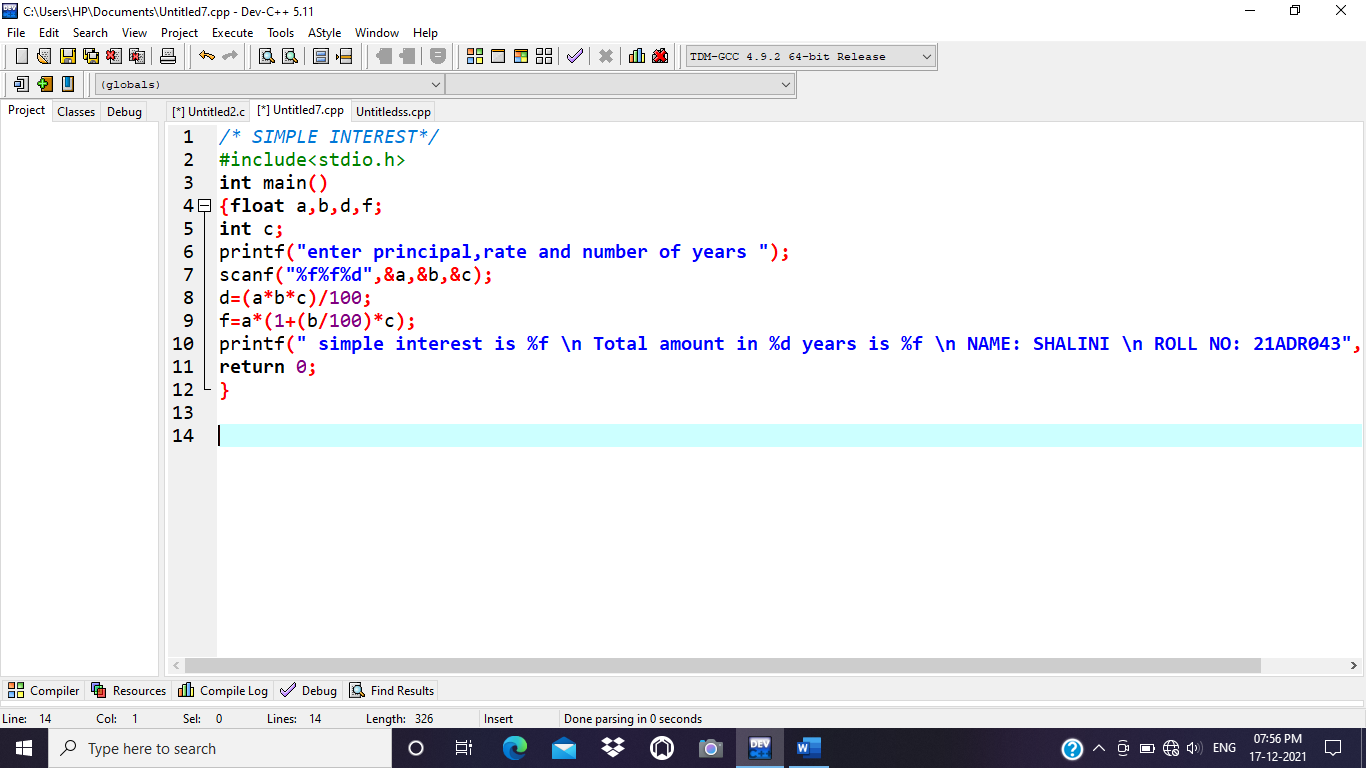 C:\Users\HP\Documents\Untitled7.cpp - Dev-C++ 5.11
File Edit Search View Project Execute Tools AStyle Window Help
TDM-GCC 4.9.2 64-bit Release
(globals)
Project Classes Debug [*] Untitled2.c [*] Untitled7.cpp Untitledss.cpp
1 /* SIMPLE INTEREST*/
2 #include<stdio.h>
3 int main()
4 {float a,b,d,f;
5 int c;
6 printf("enter principal,rate and number of years ");
7 scanf("%f%f%d",&a,&b,&c);
8 d=(a*b*c)/100;
9 f=a*(1+(b/100)*c);
10 printf(" simple interest is %f \n Total amount in %d years is %f \n NAME: SHALINI \n ROLL NO: 21ADR043",
11 return 0;
12 }
13
14
Compiler Resources Compile Log Debug Find Results
Line: 14 Col: 1 Sel: 0 Lines: 14 Length: 326 Insert Done parsing in 0 seconds
Type here to search DEV W ? ENG 07:56 PM
17-12-2021